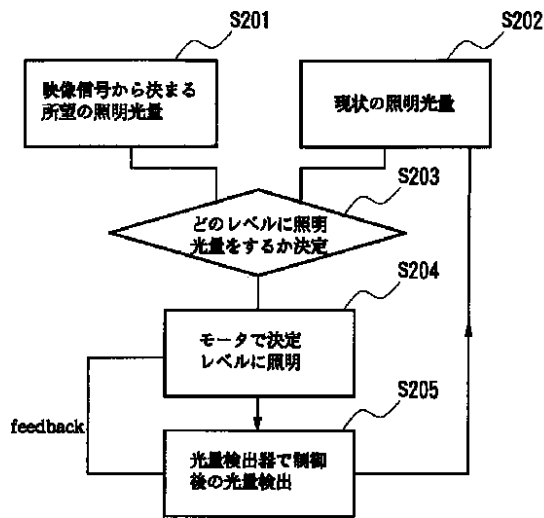 S201
映像信号から決まる
所望の照明光量
S202
現状の照明光量
S203
どのレベルに照明
光量をするか決定
S204
モータで決定
レベルに照明
feedback
S205
光量検出器で制御
後の光量検出